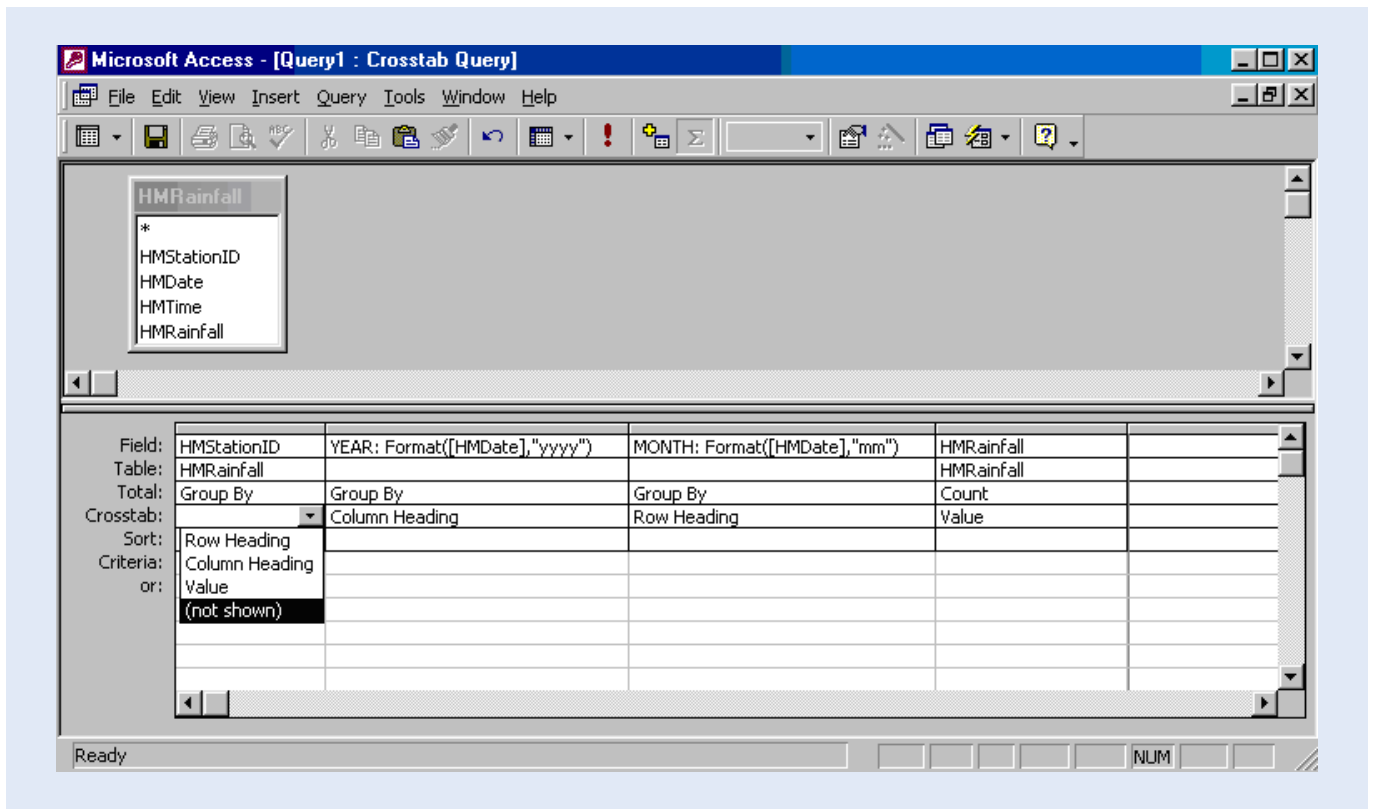 Microsoft Access - [Query1 : Crosstab Query]
File Edit View Insert Query Tools Window Help
ABC
Σ
HMRainfall
*
HMStationID
HMDate
HMTime
HMRainfall
Field: HMStationID YEAR: Format([HMDate],"yyyy") MONTH: Format([HMDate],"mm") HMRainfall
Table: HMRainfall HMRainfall
Total: Group By Group By Group By Count
Crosstab: Column Heading Row Heading Value
Sort: Row Heading
Criteria: Column Heading
or: Value
(not shown)
Ready NUM